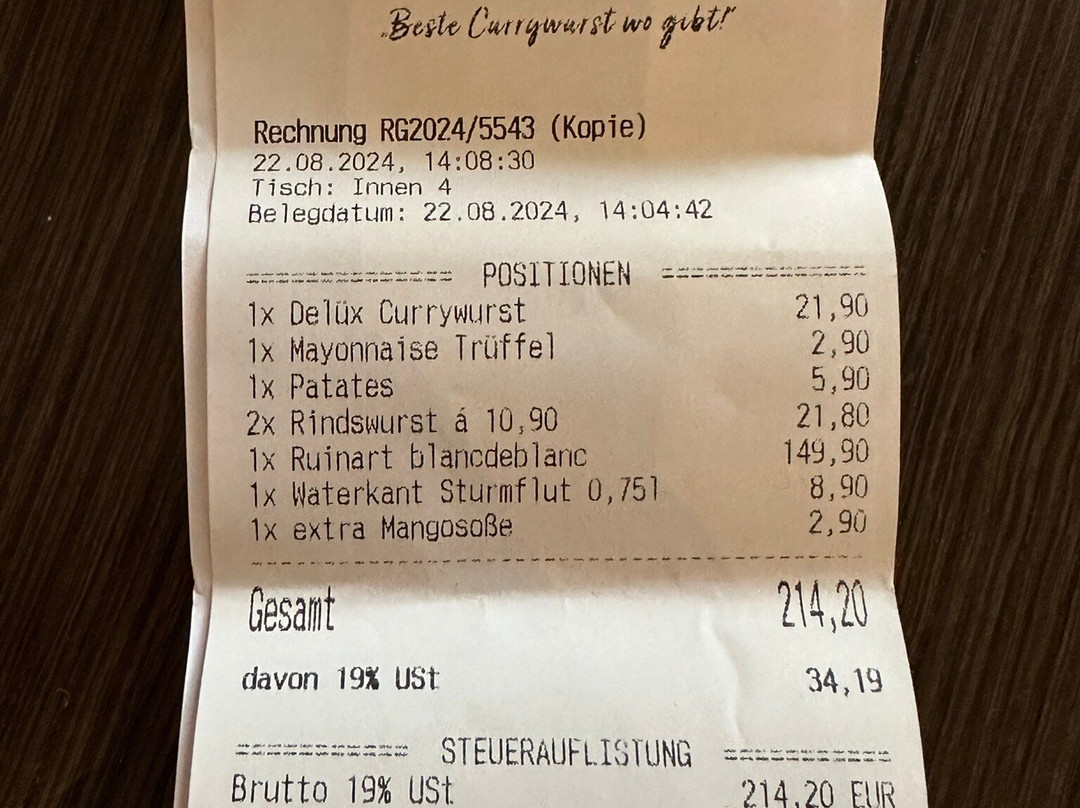 „Beste Currywurst wo gibt!“
Rechnung RG2024/5543 (Kopie)
22.08.2024, 14:08:30
Tisch: Innen 4
Belegdatum: 22.08.2024, 14:04:42
POSITIONEN
1x Delüx Currywurst 21,90
1x Mayonnaise Trüffel 2,90
1x Patates 5,90
2x Rindswurst á 10,90 21,80
1x Ruinart blancdeblanc 149,90
1x Waterkant Sturmflut 0,75l 8,90
1x extra Mangosoße 2,90
Gesamt 214,20
davon 19% USt 34,19
STEUERAUFLISTUNG
Brutto 19% USt 214,20 EUR